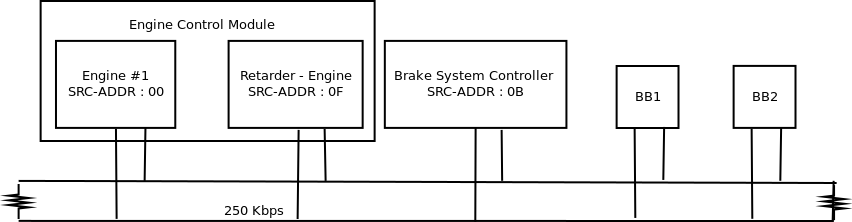 Engine Control Module
Engine #1
SRC-ADDR : 00
Retarder - Engine
SRC-ADDR : 0F
Brake System Controller
SRC-ADDR : 0B
BB1
BB2
250 Kbps